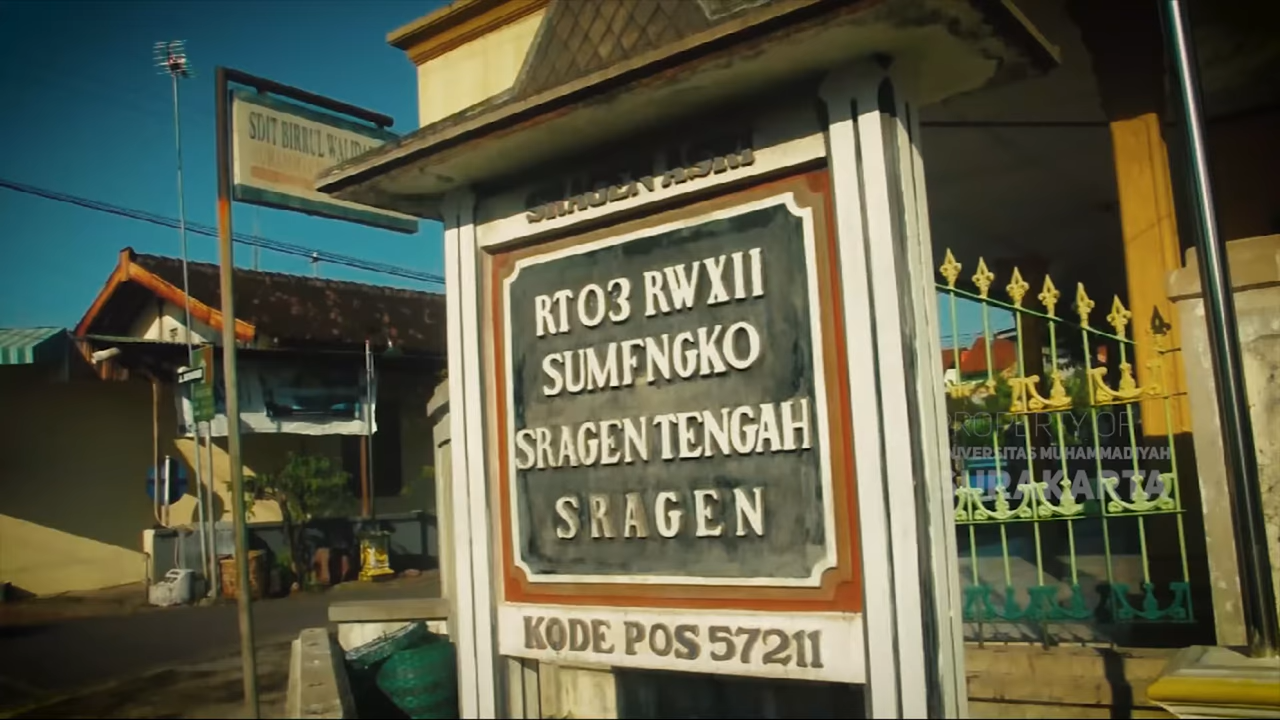 SDIT BIRRUL WALIDAIN
SRAGEN ASRI
RT 03 RW XII
SUMFNGKO
SRAGEN TENGAH
SRAGEN
KODE POS 57211
PROPERTY OF
UNIVERSITAS MUHAMMADIYAH
SURAKARTA